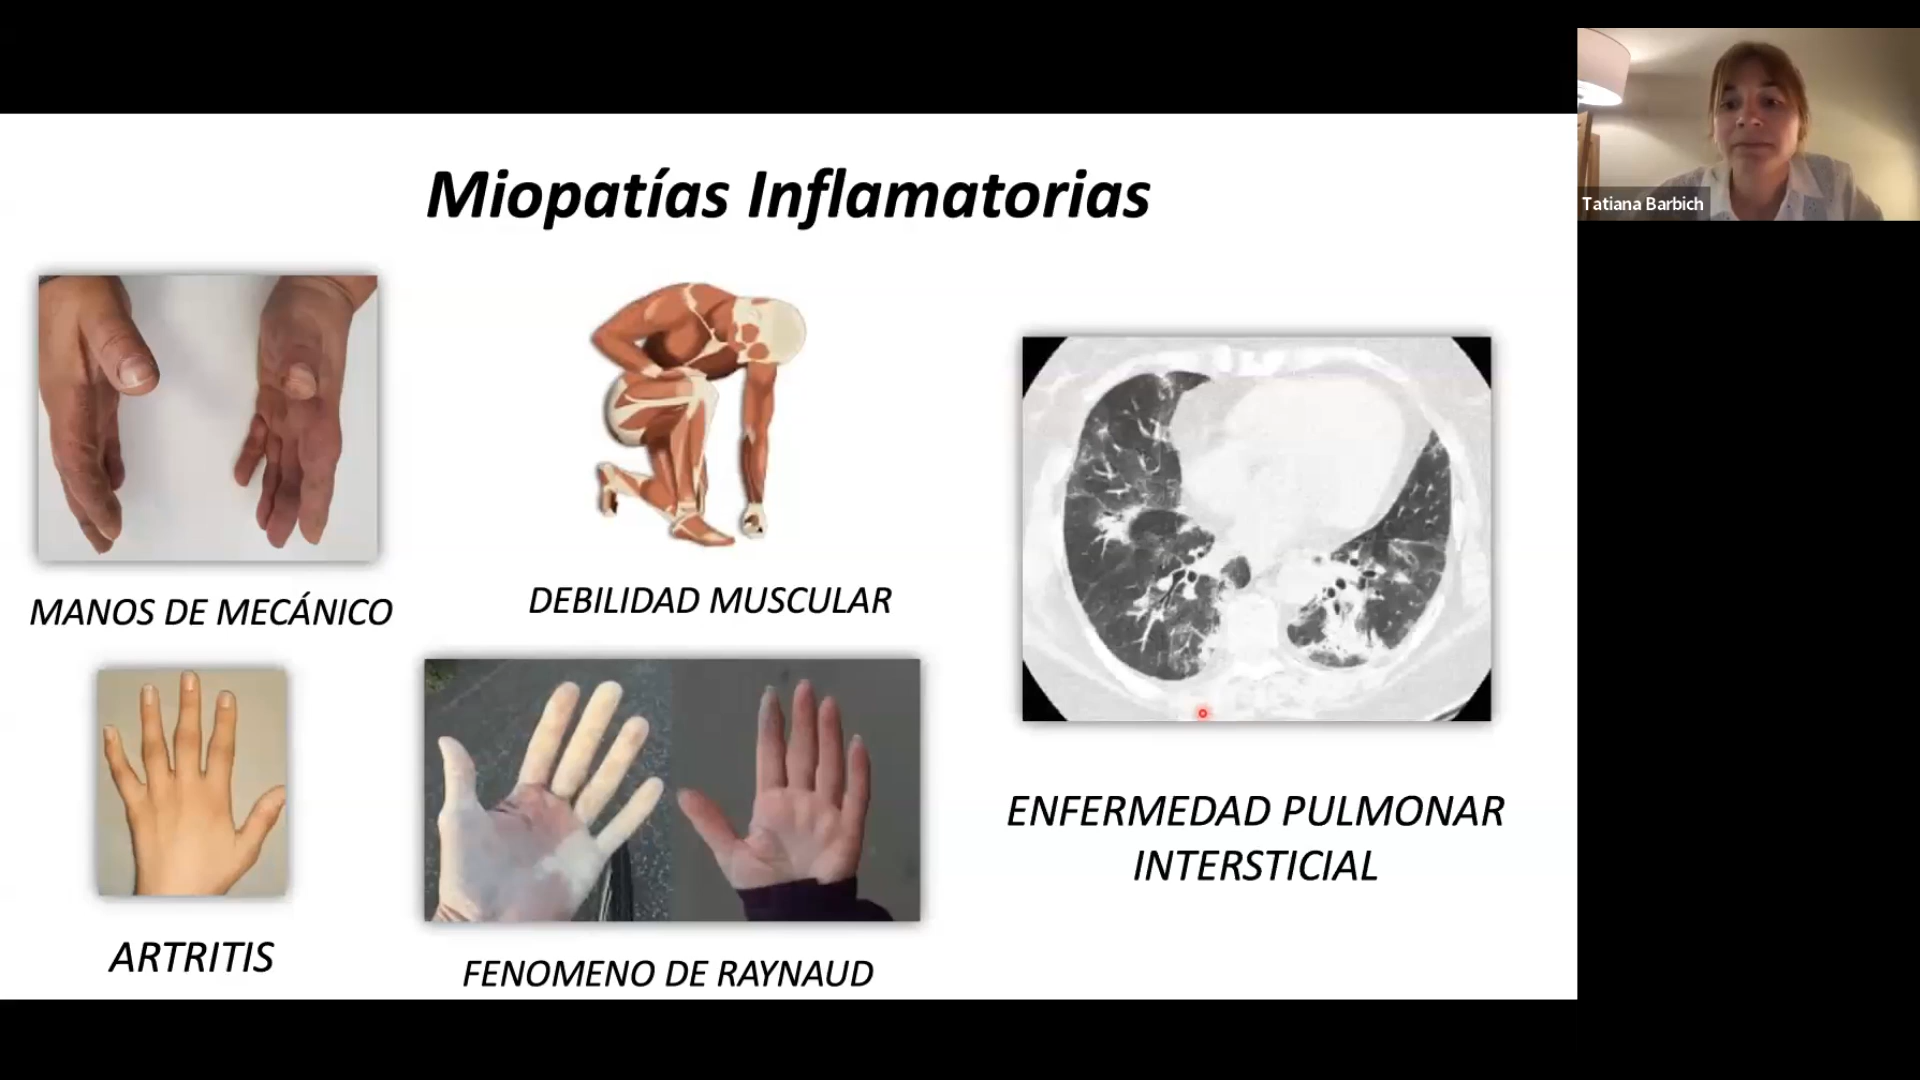 Miopatías Inflamatorias
Tatiana Barbich
MANOS DE MECÁNICO
DEBILIDAD MUSCULAR
ENFERMEDAD PULMONAR
INTERSTICIAL
ARTRITIS
FENOMENO DE RAYNAUD